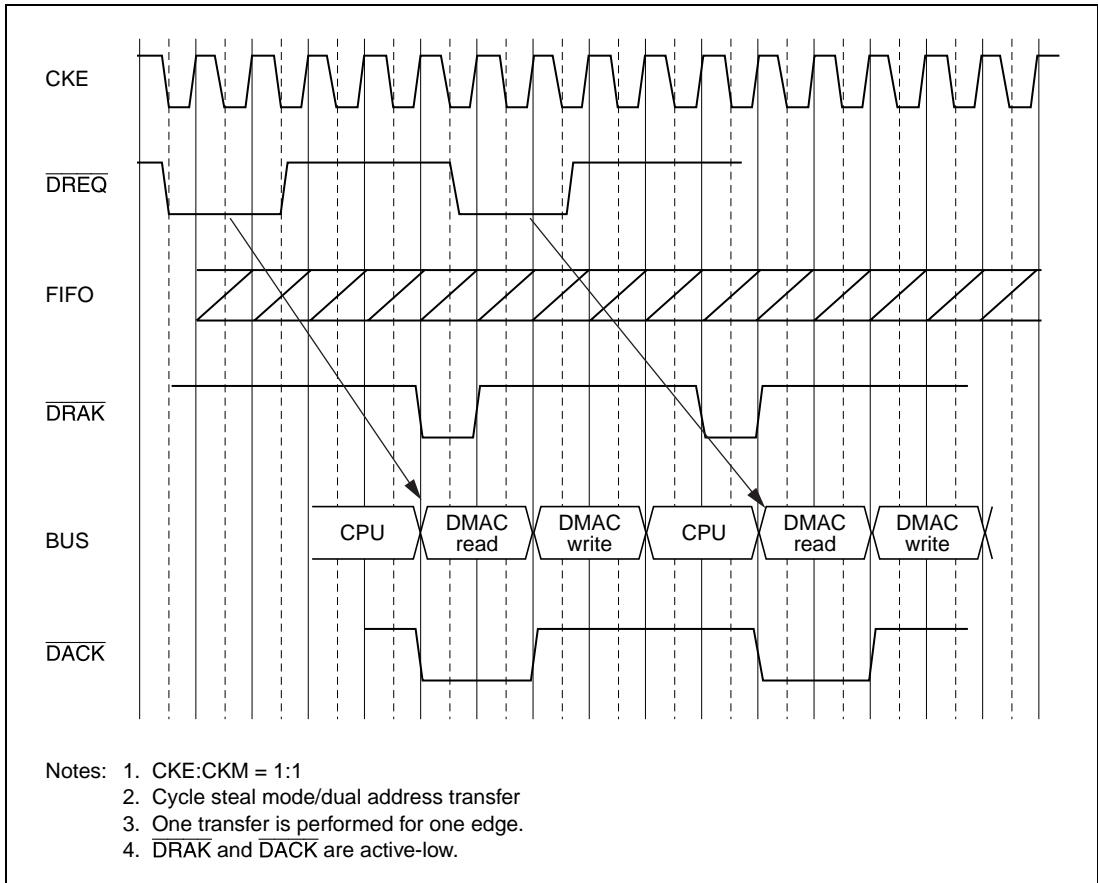 CKE
DREQ
FIFO
DRAK
BUS
CPU
DMAC
read
DMAC
write
CPU
DMAC
read
DMAC
write
DACK
Notes: 1. CKE:CKM = 1:1
2. Cycle steal mode/dual address transfer
3. One transfer is performed for one edge.
4. DRAK and DACK are active-low.